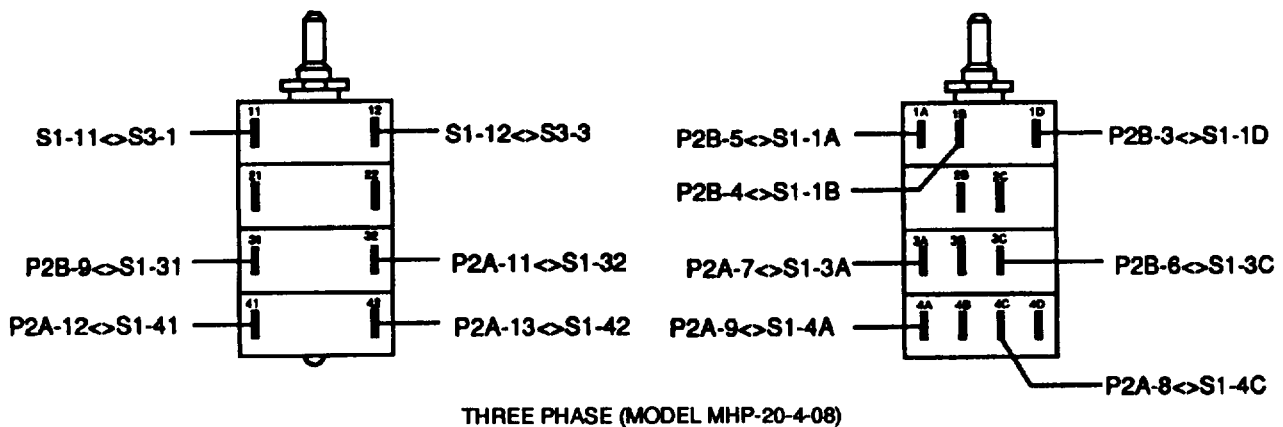 11 12
S1-11<>S3-1 S1-12<>S3-3
21 22
31 32
P2B-9<>S1-31 P2A-11<>S1-32
41 42
P2A-12<>S1-41 P2A-13<>S1-42
1A 1B 1D
P2B-5<>S1-1A P2B-3<>S1-1D
P2B-4<>S1-1B
2B 2C
3A 3B 3C
P2A-7<>S1-3A P2B-6<>S1-3C
4A 4B 4C 4D
P2A-9<>S1-4A
P2A-8<>S1-4C
THREE PHASE (MODEL MHP-20-4-08)